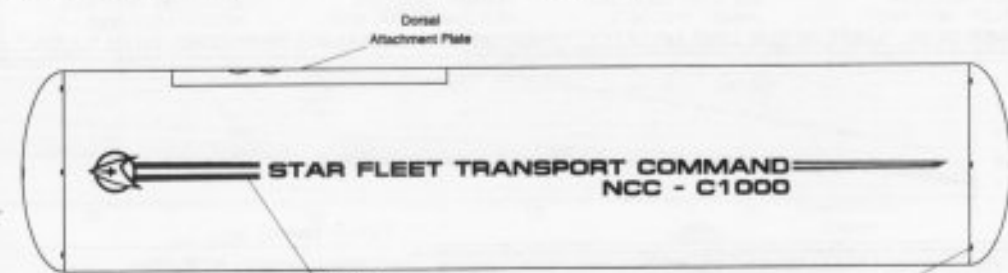 Dorsal
Attachment Plate
STAR FLEET TRANSPORT COMMAND
NCC - C1000